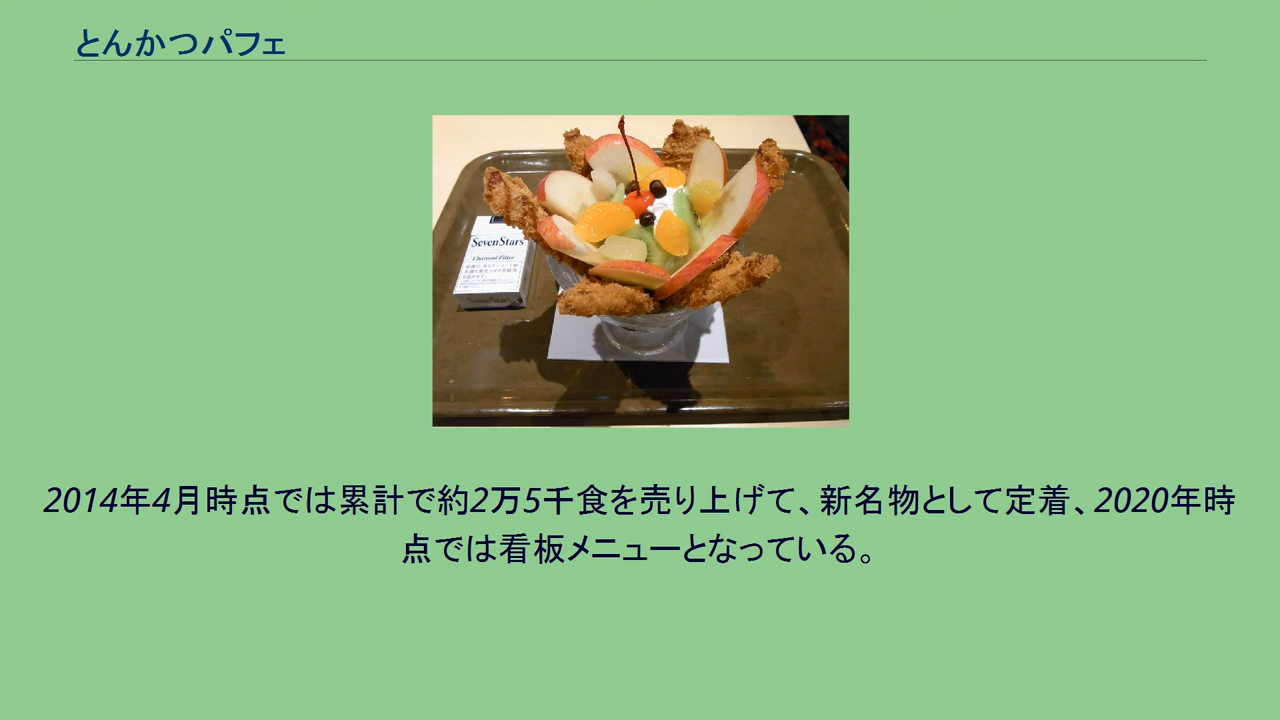 とんかつパフェ
SevenStars
Charcoal Filter
SevenStars
2014年4月時点では累計で約2万5千食を売り上げて、新名物として定着、2020年時
点では看板メニューとなっている。